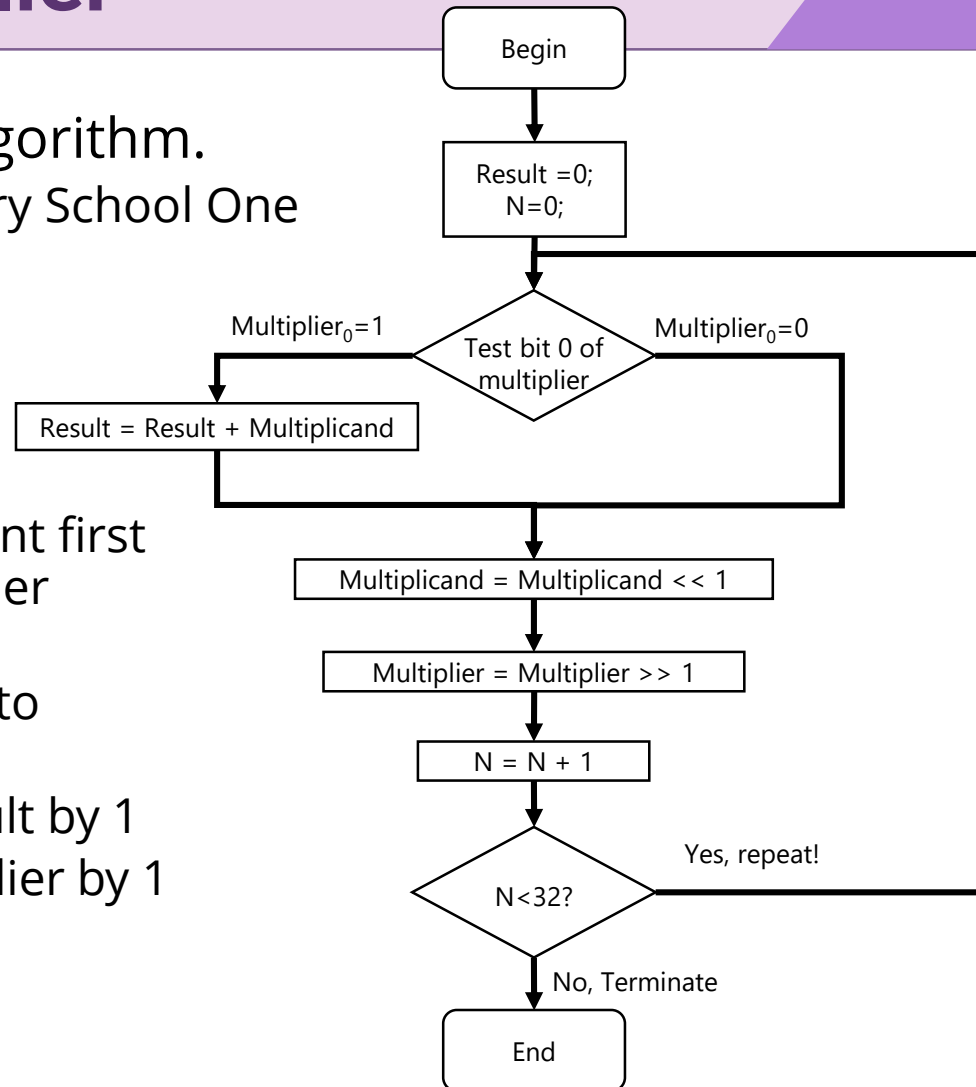 Begin
gorithm.
ry School One
Result =0;
N=0;
Multiplier₀=1
Multiplier₀=0
Test bit 0 of
multiplier
Result = Result + Multiplicand
nt first
er
Multiplicand = Multiplicand << 1
Multiplier = Multiplier >> 1
to
N = N + 1
ult by 1
lier by 1
Yes, repeat!
N<32?
No, Terminate
End